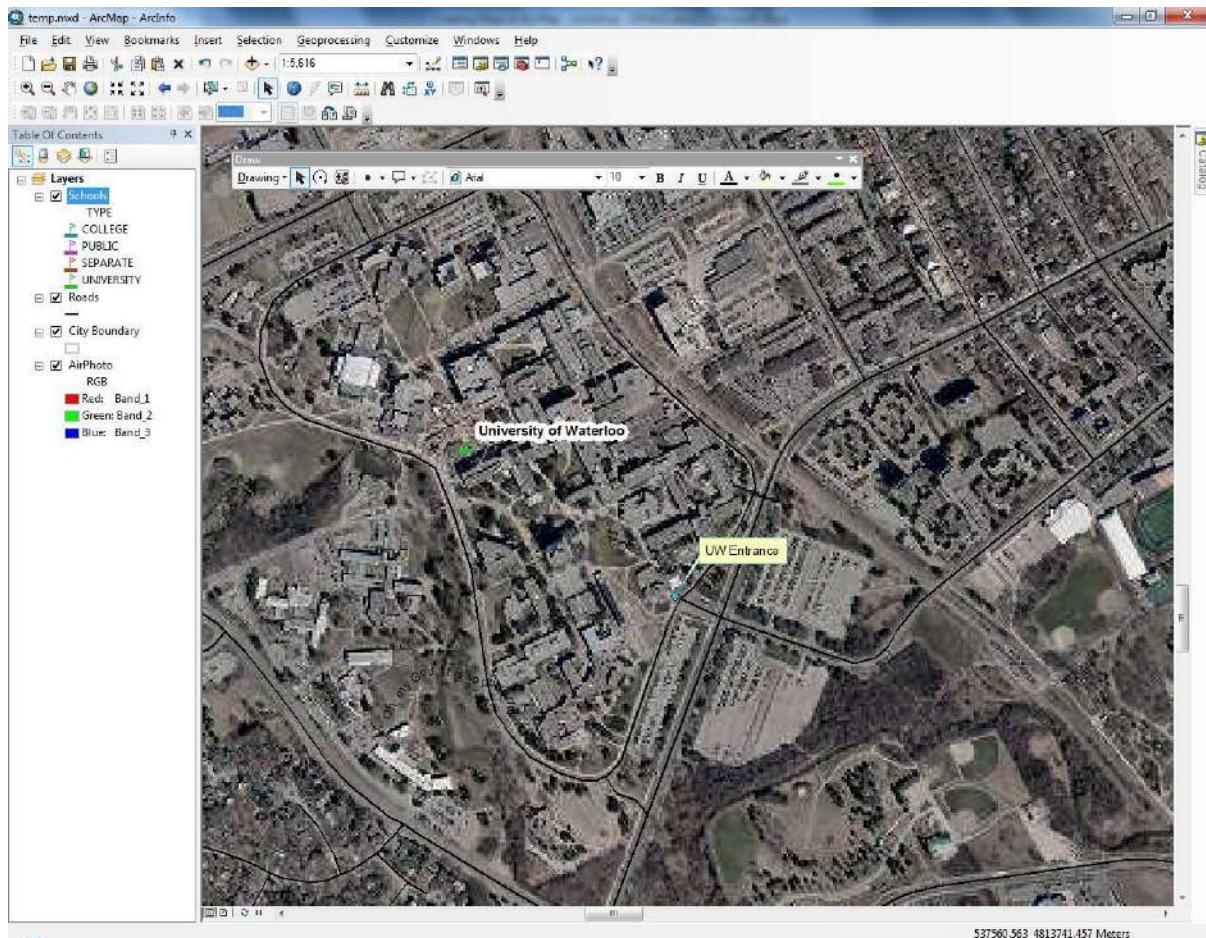 temp.mxd - ArcMap - ArcInfo
File Edit View Bookmarks Insert Selection Geoprocessing Customize Windows Help
1:5,616
Table Of Contents
Layers
Schools
TYPE
COLLEGE
PUBLIC
SEPARATE
UNIVERSITY
Roads
City Boundary
AirPhoto
RGB
Red: Band_1
Green: Band_2
Blue: Band_3
Draw
Drawing
Arial
10
B I U A
University of Waterloo
UW Entrance
Catalog
537560.563 4813741.457 Meters